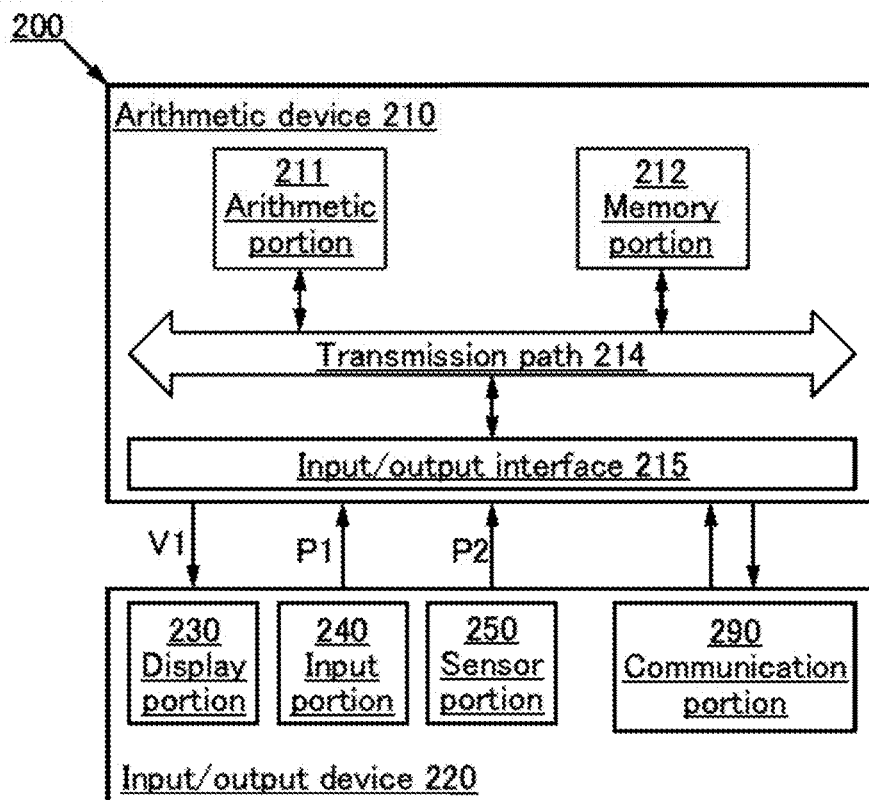 200
Arithmetic device 210
211
Arithmetic
portion
212
Memory
portion
Transmission path 214
Input/output interface 215
V1
P1
P2
230
Display
portion
240
Input
portion
250
Sensor
portion
290
Communication
portion
Input/output device 220